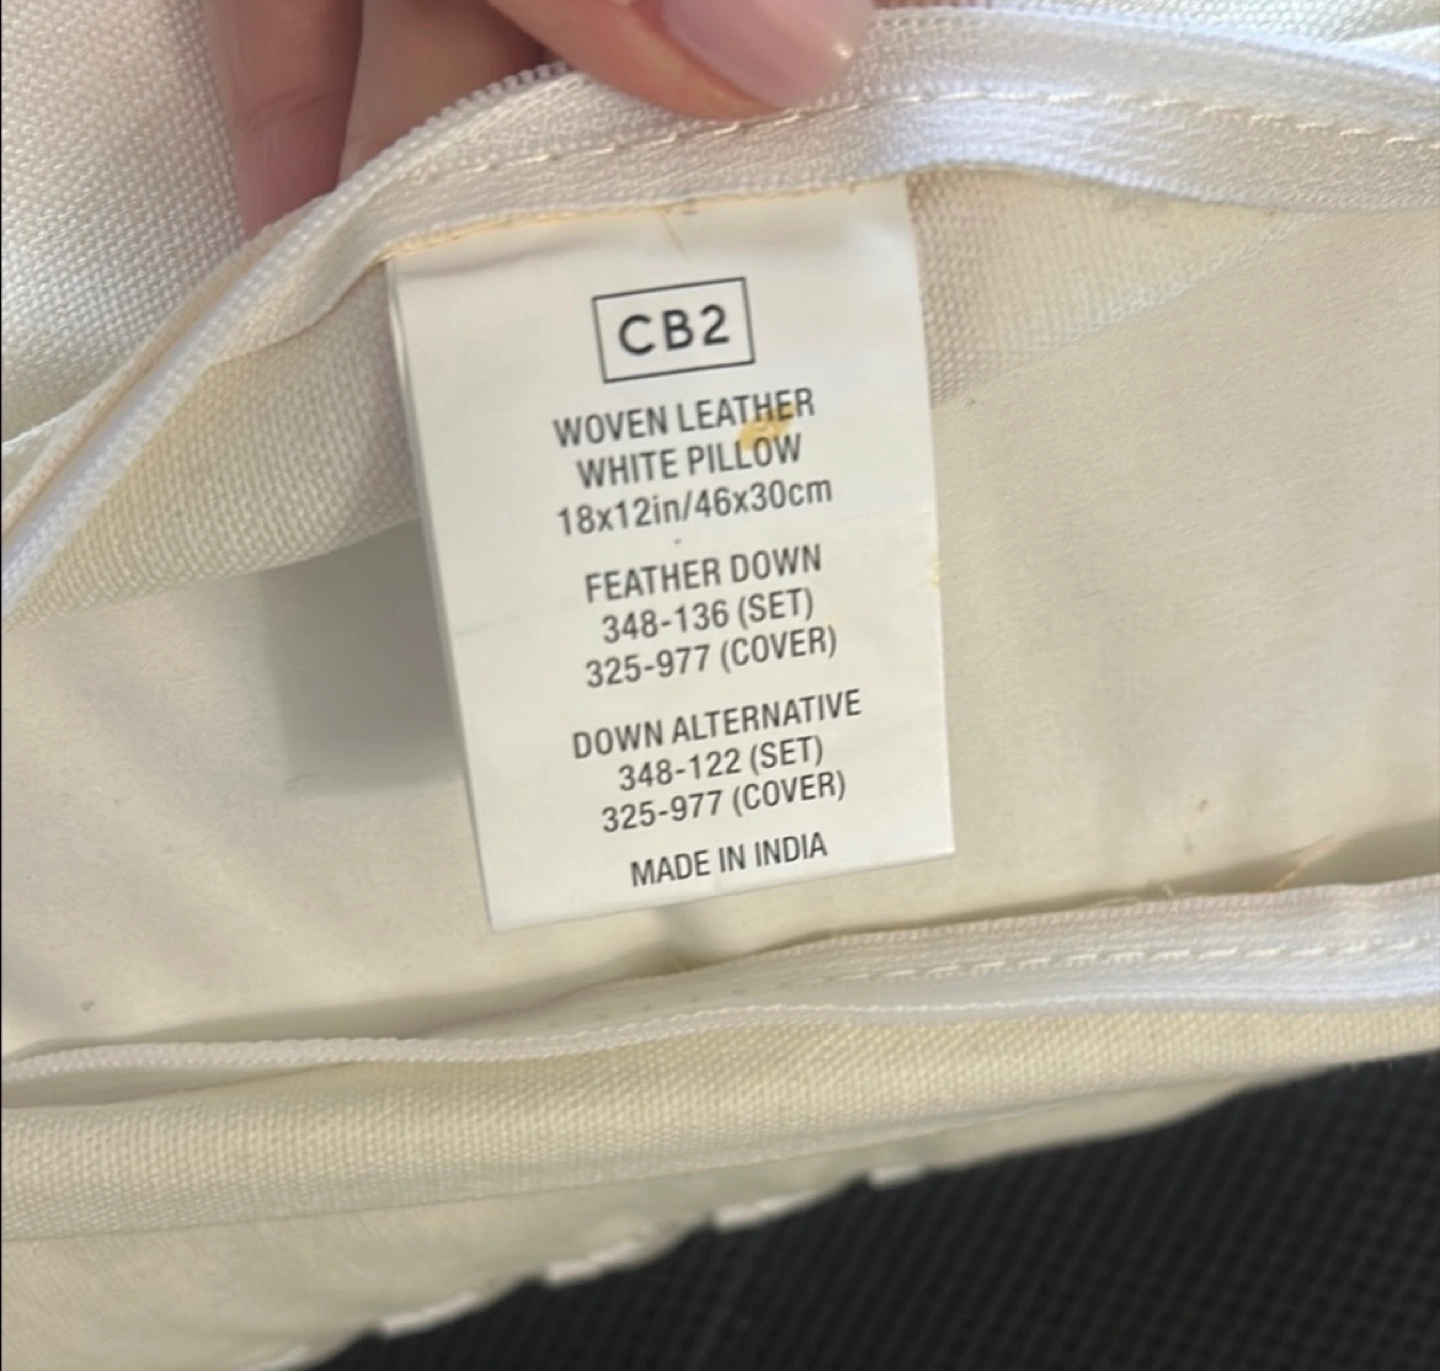 CB2
WOVEN LEATHER
WHITE PILLOW
18x12in/46x30cm
FEATHER DOWN
348-136 (SET)
325-977 (COVER)
DOWN ALTERNATIVE
348-122 (SET)
325-977 (COVER)
MADE IN INDIA